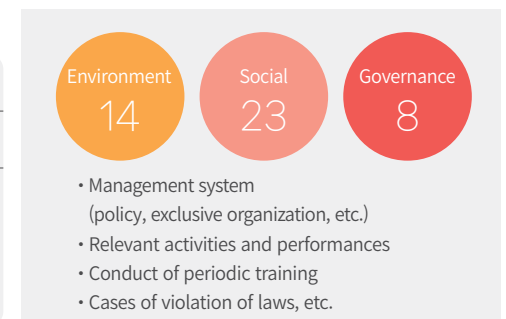 Environment
14
Social
23
Governance
8
・Management system
(policy, exclusive organization, etc.)
・Relevant activities and performances
・Conduct of periodic training
・Cases of violation of laws, etc.